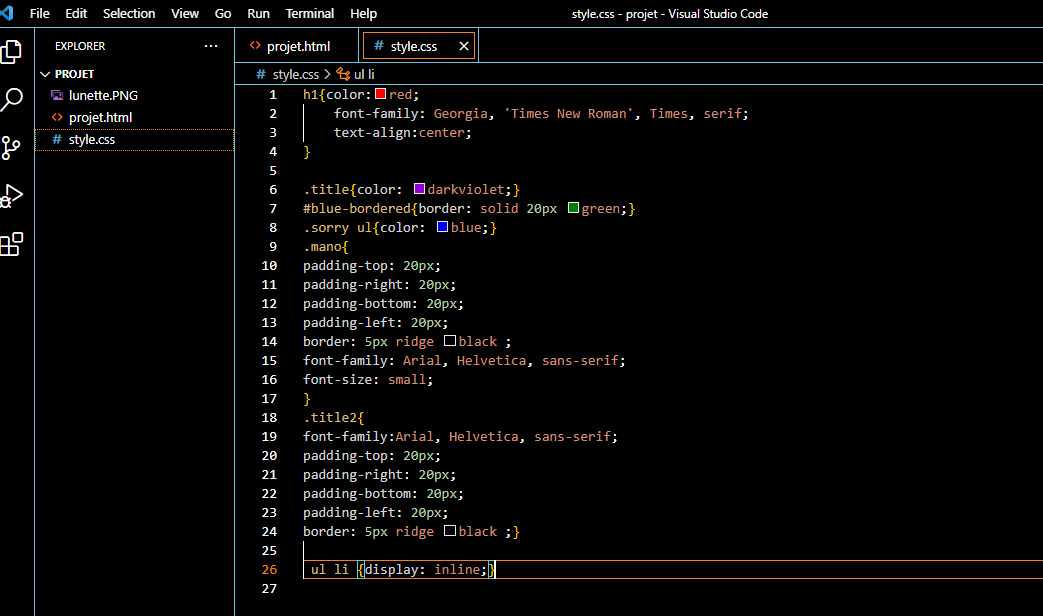 File Edit Selection View Go Run Terminal Help style.css - projet - Visual Studio Code
EXPLORER ...
PROJET
lunette.PNG
<> projet.html
# style.css
<> projet.html # style.css ×
# style.css > ul li
1 h1{color: red;
2 font-family: Georgia, 'Times New Roman', Times, serif;
3 text-align:center;
4 }
5
6 .title{color: darkviolet;}
7 #blue-bordered{border: solid 20px green;}
8 .sorry ul{color: blue;}
9 .mano{
10 padding-top: 20px;
11 padding-right: 20px;
12 padding-bottom: 20px;
13 padding-left: 20px;
14 border: 5px ridge black ;
15 font-family: Arial, Helvetica, sans-serif;
16 font-size: small;
17 }
18 .title2{
19 font-family:Arial, Helvetica, sans-serif;
20 padding-top: 20px;
21 padding-right: 20px;
22 padding-bottom: 20px;
23 padding-left: 20px;
24 border: 5px ridge black ;}
25
26 ul li {display: inline;}
27